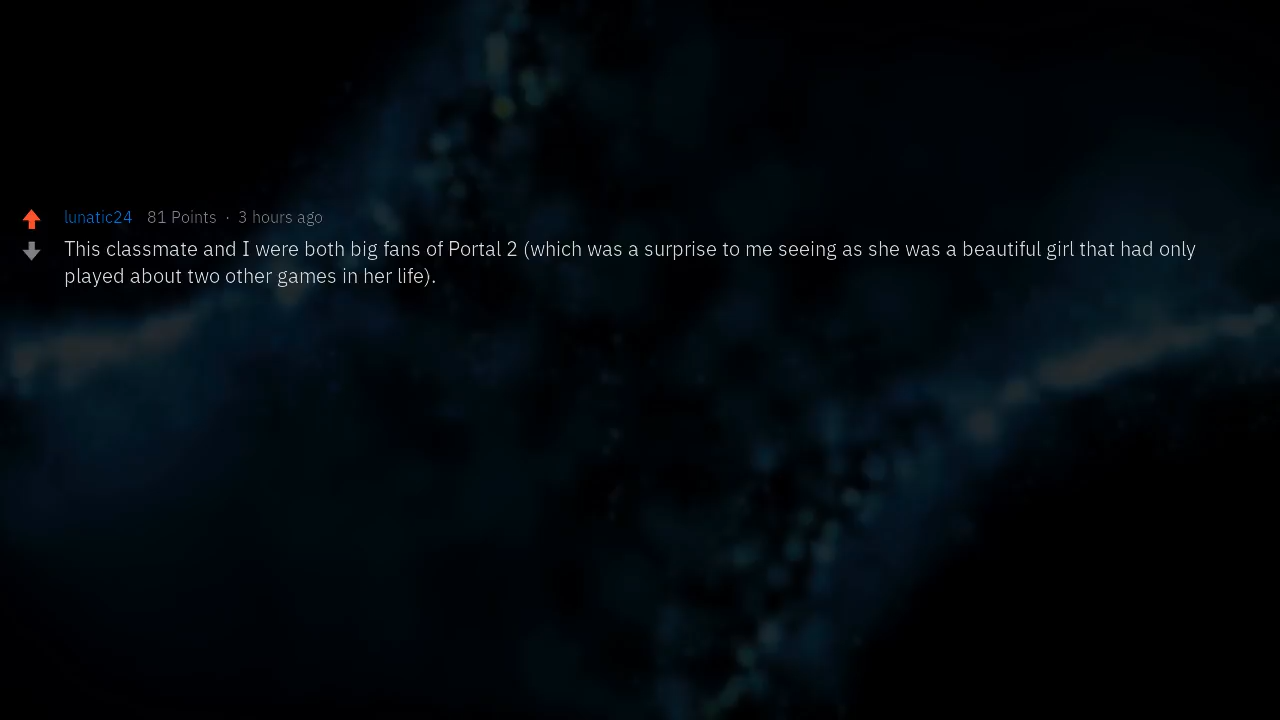 lunatic24 81 Points · 3 hours ago
This classmate and I were both big fans of Portal 2 (which was a surprise to me seeing as she was a beautiful girl that had only
played about two other games in her life).